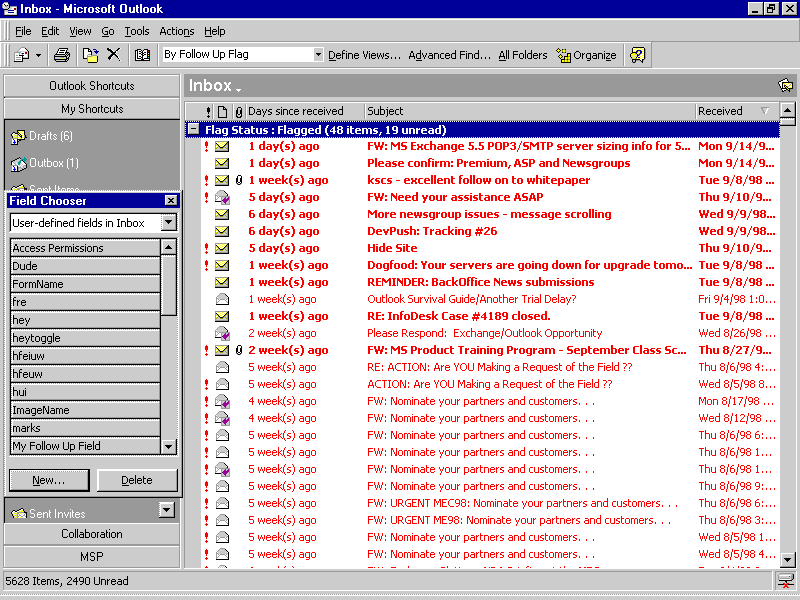 Inbox - Microsoft Outlook
File Edit View Go Tools Actions Help
By Follow Up Flag Define Views... Advanced Find... All Folders Organize
Outlook Shortcuts
My Shortcuts
Drafts (6)
Outbox (1)
Sent Items
Field Chooser
User-defined fields in Inbox
Access Permissions
Dude
FormName
fre
hey
heytoggle
hfeiuw
hfeuw
hui
ImageName
marks
My Follow Up Field
New... Delete
Sent Invites
Collaboration
MSP
Inbox
! Days since received Subject Received
Flag Status : Flagged (48 items, 19 unread)
! 1 day(s) ago FW: MS Exchange 5.5 POP3/SMTP server sizing info for 5... Mon 9/14/9...
1 day(s) ago Please confirm: Premium, ASP and Newsgroups Mon 9/14/9...
! 1 week(s) ago kscs - excellent follow on to whitepaper Tue 9/8/98 ...
! 5 day(s) ago FW: Need your assistance ASAP Thu 9/10/9...
6 day(s) ago More newsgroup issues - message scrolling Wed 9/9/98...
6 day(s) ago DevPush: Tracking #26 Wed 9/9/98...
! 5 day(s) ago Hide Site Thu 9/10/9...
! 1 week(s) ago Dogfood: Your servers are going down for upgrade tomo... Tue 9/8/98 ...
1 week(s) ago REMINDER: BackOffice News submissions Tue 9/8/98 ...
1 week(s) ago Outlook Survival Guide/Another Trial Delay? Fri 9/4/98 1:0...
1 week(s) ago RE: InfoDesk Case #4189 closed. Tue 9/8/98 ...
2 week(s) ago Please Respond: Exchange/Outlook Opportunity Wed 8/26/98 ...
! 2 week(s) ago FW: MS Product Training Program - September Class Sc... Thu 8/27/9...
5 week(s) ago RE: ACTION: Are YOU Making a Request of the Field ?? Thu 8/6/98 4:...
! 5 week(s) ago ACTION: Are YOU Making a Request of the Field ?? Wed 8/5/98 8...
! 4 week(s) ago FW: Nominate your partners and customers. . . Mon 8/17/98 ...
! 4 week(s) ago FW: Nominate your partners and customers. . . Wed 8/12/98 ...
! 5 week(s) ago FW: Nominate your partners and customers. . . Thu 8/6/98 6:...
! 5 week(s) ago FW: Nominate your partners and customers. . . Thu 8/6/98 1...
! 5 week(s) ago FW: Nominate your partners and customers. . . Thu 8/6/98 1...
! 5 week(s) ago FW: Nominate your partners and customers. . . Thu 8/6/98 9:...
! 5 week(s) ago FW: URGENT MEC98: Nominate your partners and customers. . . Thu 8/6/98 6:...
! 5 week(s) ago FW: URGENT ME98: Nominate your partners and customers. . . Thu 8/6/98 3:...
! 5 week(s) ago FW: Nominate your partners and customers. . . Wed 8/5/98 1...
! 5 week(s) ago FW: Nominate your partners and customers. . . Wed 8/5/98 4...
5628 Items, 2490 Unread